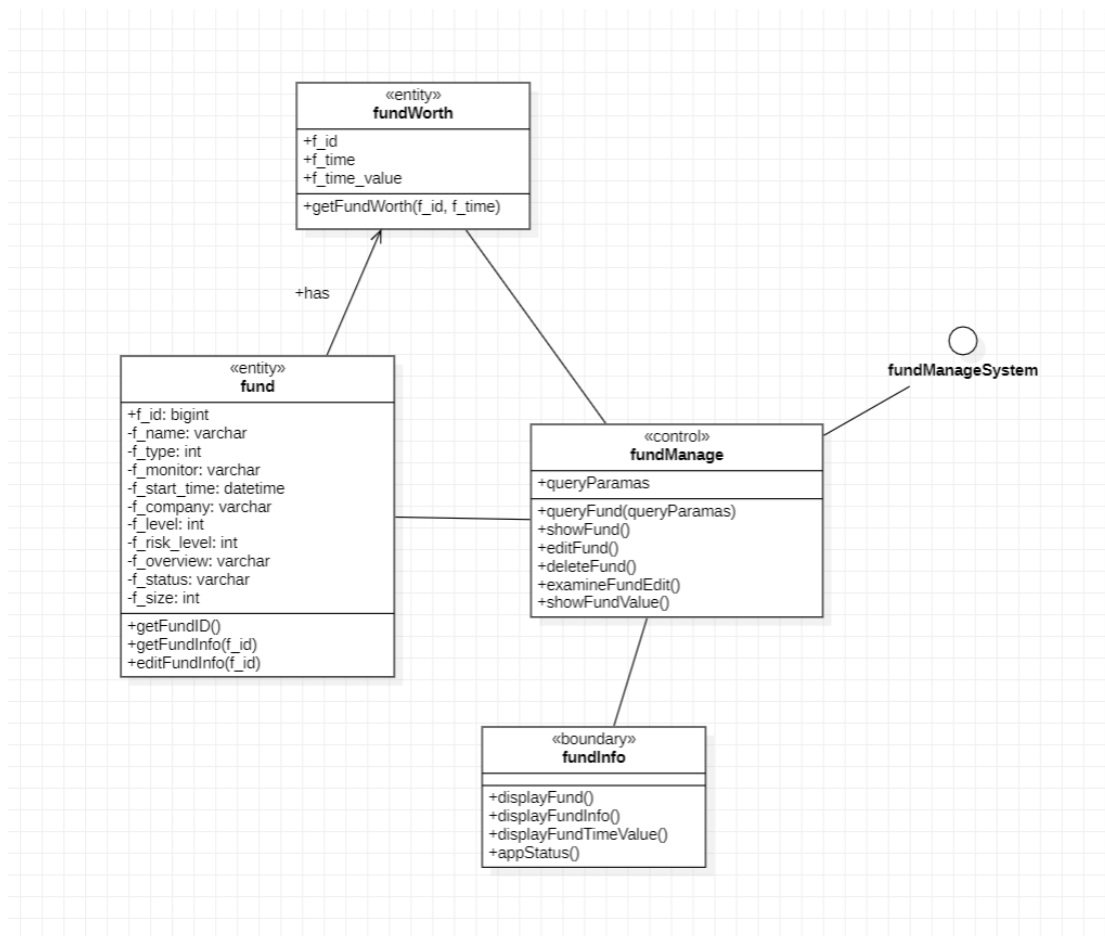 «entity»
fundWorth
+f_id
+f_time
+f_time_value
+getFundWorth(f_id, f_time)
+has
fundManageSystem
«entity»
fund
+f_id: bigint
-f_name: varchar
-f_type: int
-f_monitor: varchar
-f_start_time: datetime
-f_company: varchar
-f_level: int
-f_risk_level: int
-f_overview: varchar
-f_status: varchar
-f_size: int
+getFundID()
+getFundInfo(f_id)
+editFundInfo(f_id)
«control»
fundManage
+queryParamas
+queryFund(queryParamas)
+showFund()
+editFund()
+deleteFund()
+examineFundEdit()
+showFundValue()
«boundary»
fundInfo
+displayFund()
+displayFundInfo()
+displayFundTimeValue()
+appStatus()